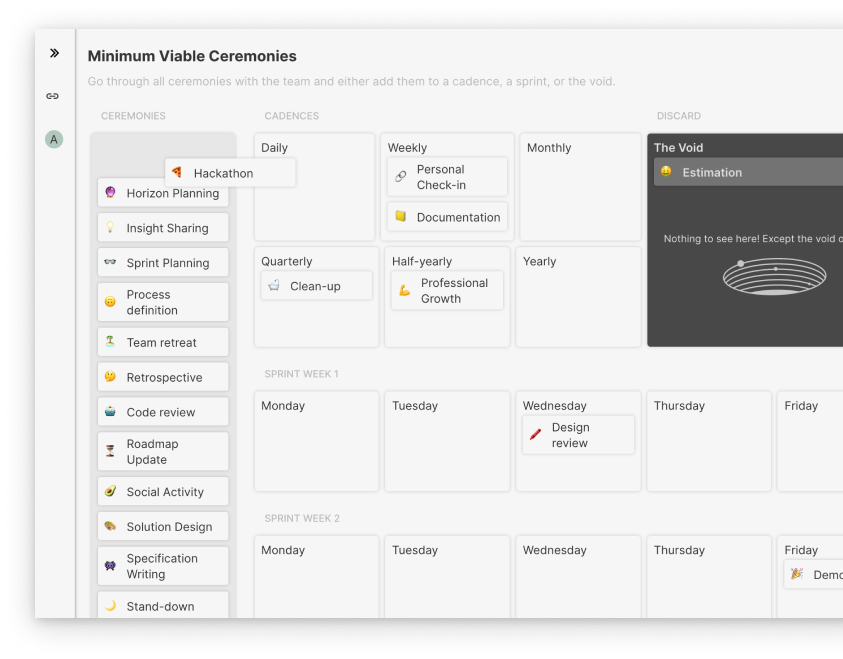 Minimum Viable Ceremonies
Go through all ceremonies with the team and either add them to a cadence, a sprint, or the void.
A
CEREMONIES
Hackathon
Horizon Planning
Insight Sharing
Sprint Planning
Process
definition
Team retreat
Retrospective
Code review
Roadmap
Update
Social Activity
Solution Design
Specification
Writing
Stand-down
CADENCES
Daily
Weekly
Personal
Check-in
Documentation
Monthly
Quarterly
Clean-up
Half-yearly
Professional
Growth
Yearly
DISCARD
The Void
Estimation
Nothing to see here! Except the void
SPRINT WEEK 1
Monday
Tuesday
Wednesday
Design
review
Thursday
Friday
SPRINT WEEK 2
Monday
Tuesday
Wednesday
Thursday
Friday
Demo